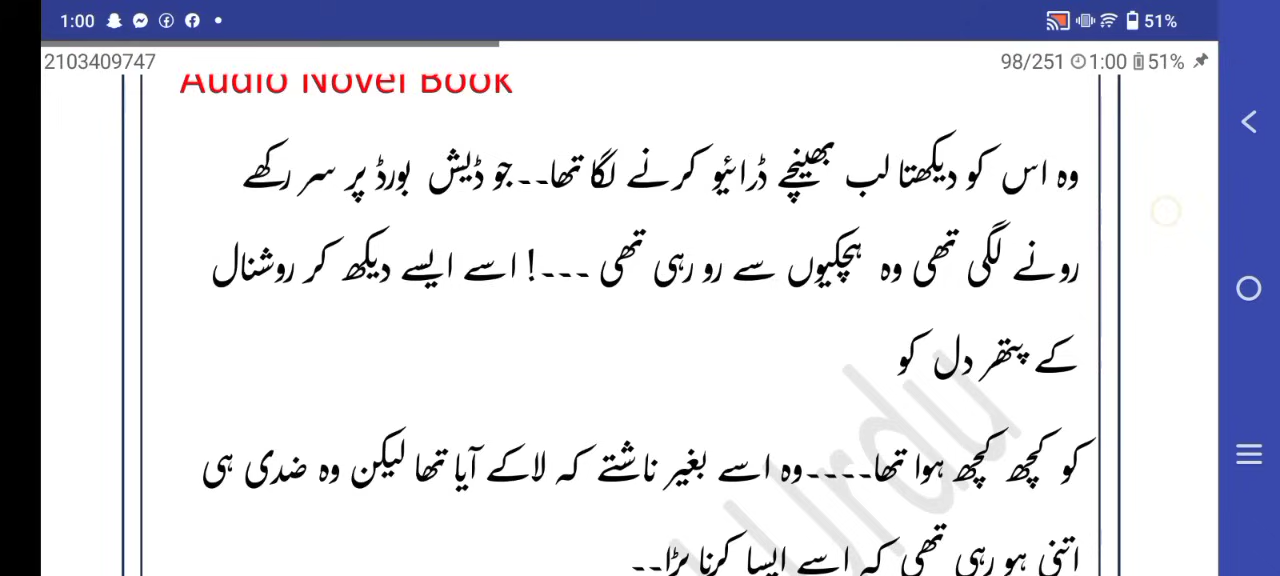 1:00 51%
2103409747 98/251 1:00 51%
Audio Novel Book
وہ اس کو دیکھتا لب بھینچے ڈرائیو کرنے لگا تھا۔۔جو ڈیش بورڈ پر سر رکھے
رونے لگی تھی وہ ہچکیوں سے رو رہی تھی ۔۔۔! اسے ایسے دیکھ کر روشنال
کے پتھر دل کو
کو کچھ کچھ ہوا تھا۔۔۔۔وہ اسے بغیر ناشتے کہ لاکے آیا تھا لیکن وہ ضدی ہی
اتنی ہو رہی تھی کہ اسے ایسا کرنا پڑا۔۔
Urdu